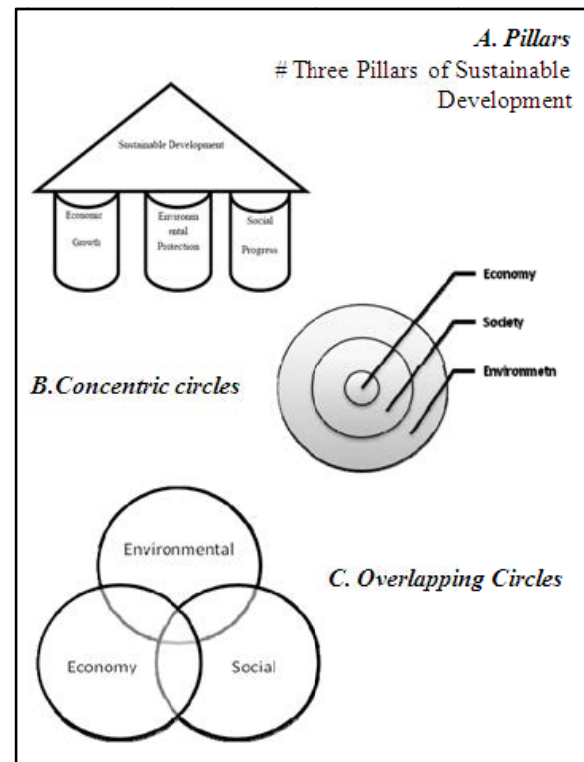 A. Pillars
# Three Pillars of Sustainable
Development
Sustainable Development
Economic
Growth
Environm
ental
Protection
Social
Progress
Economy
Society
Environmetn
B.Concentric circles
Environmental
C. Overlapping Circles
Economy
Social